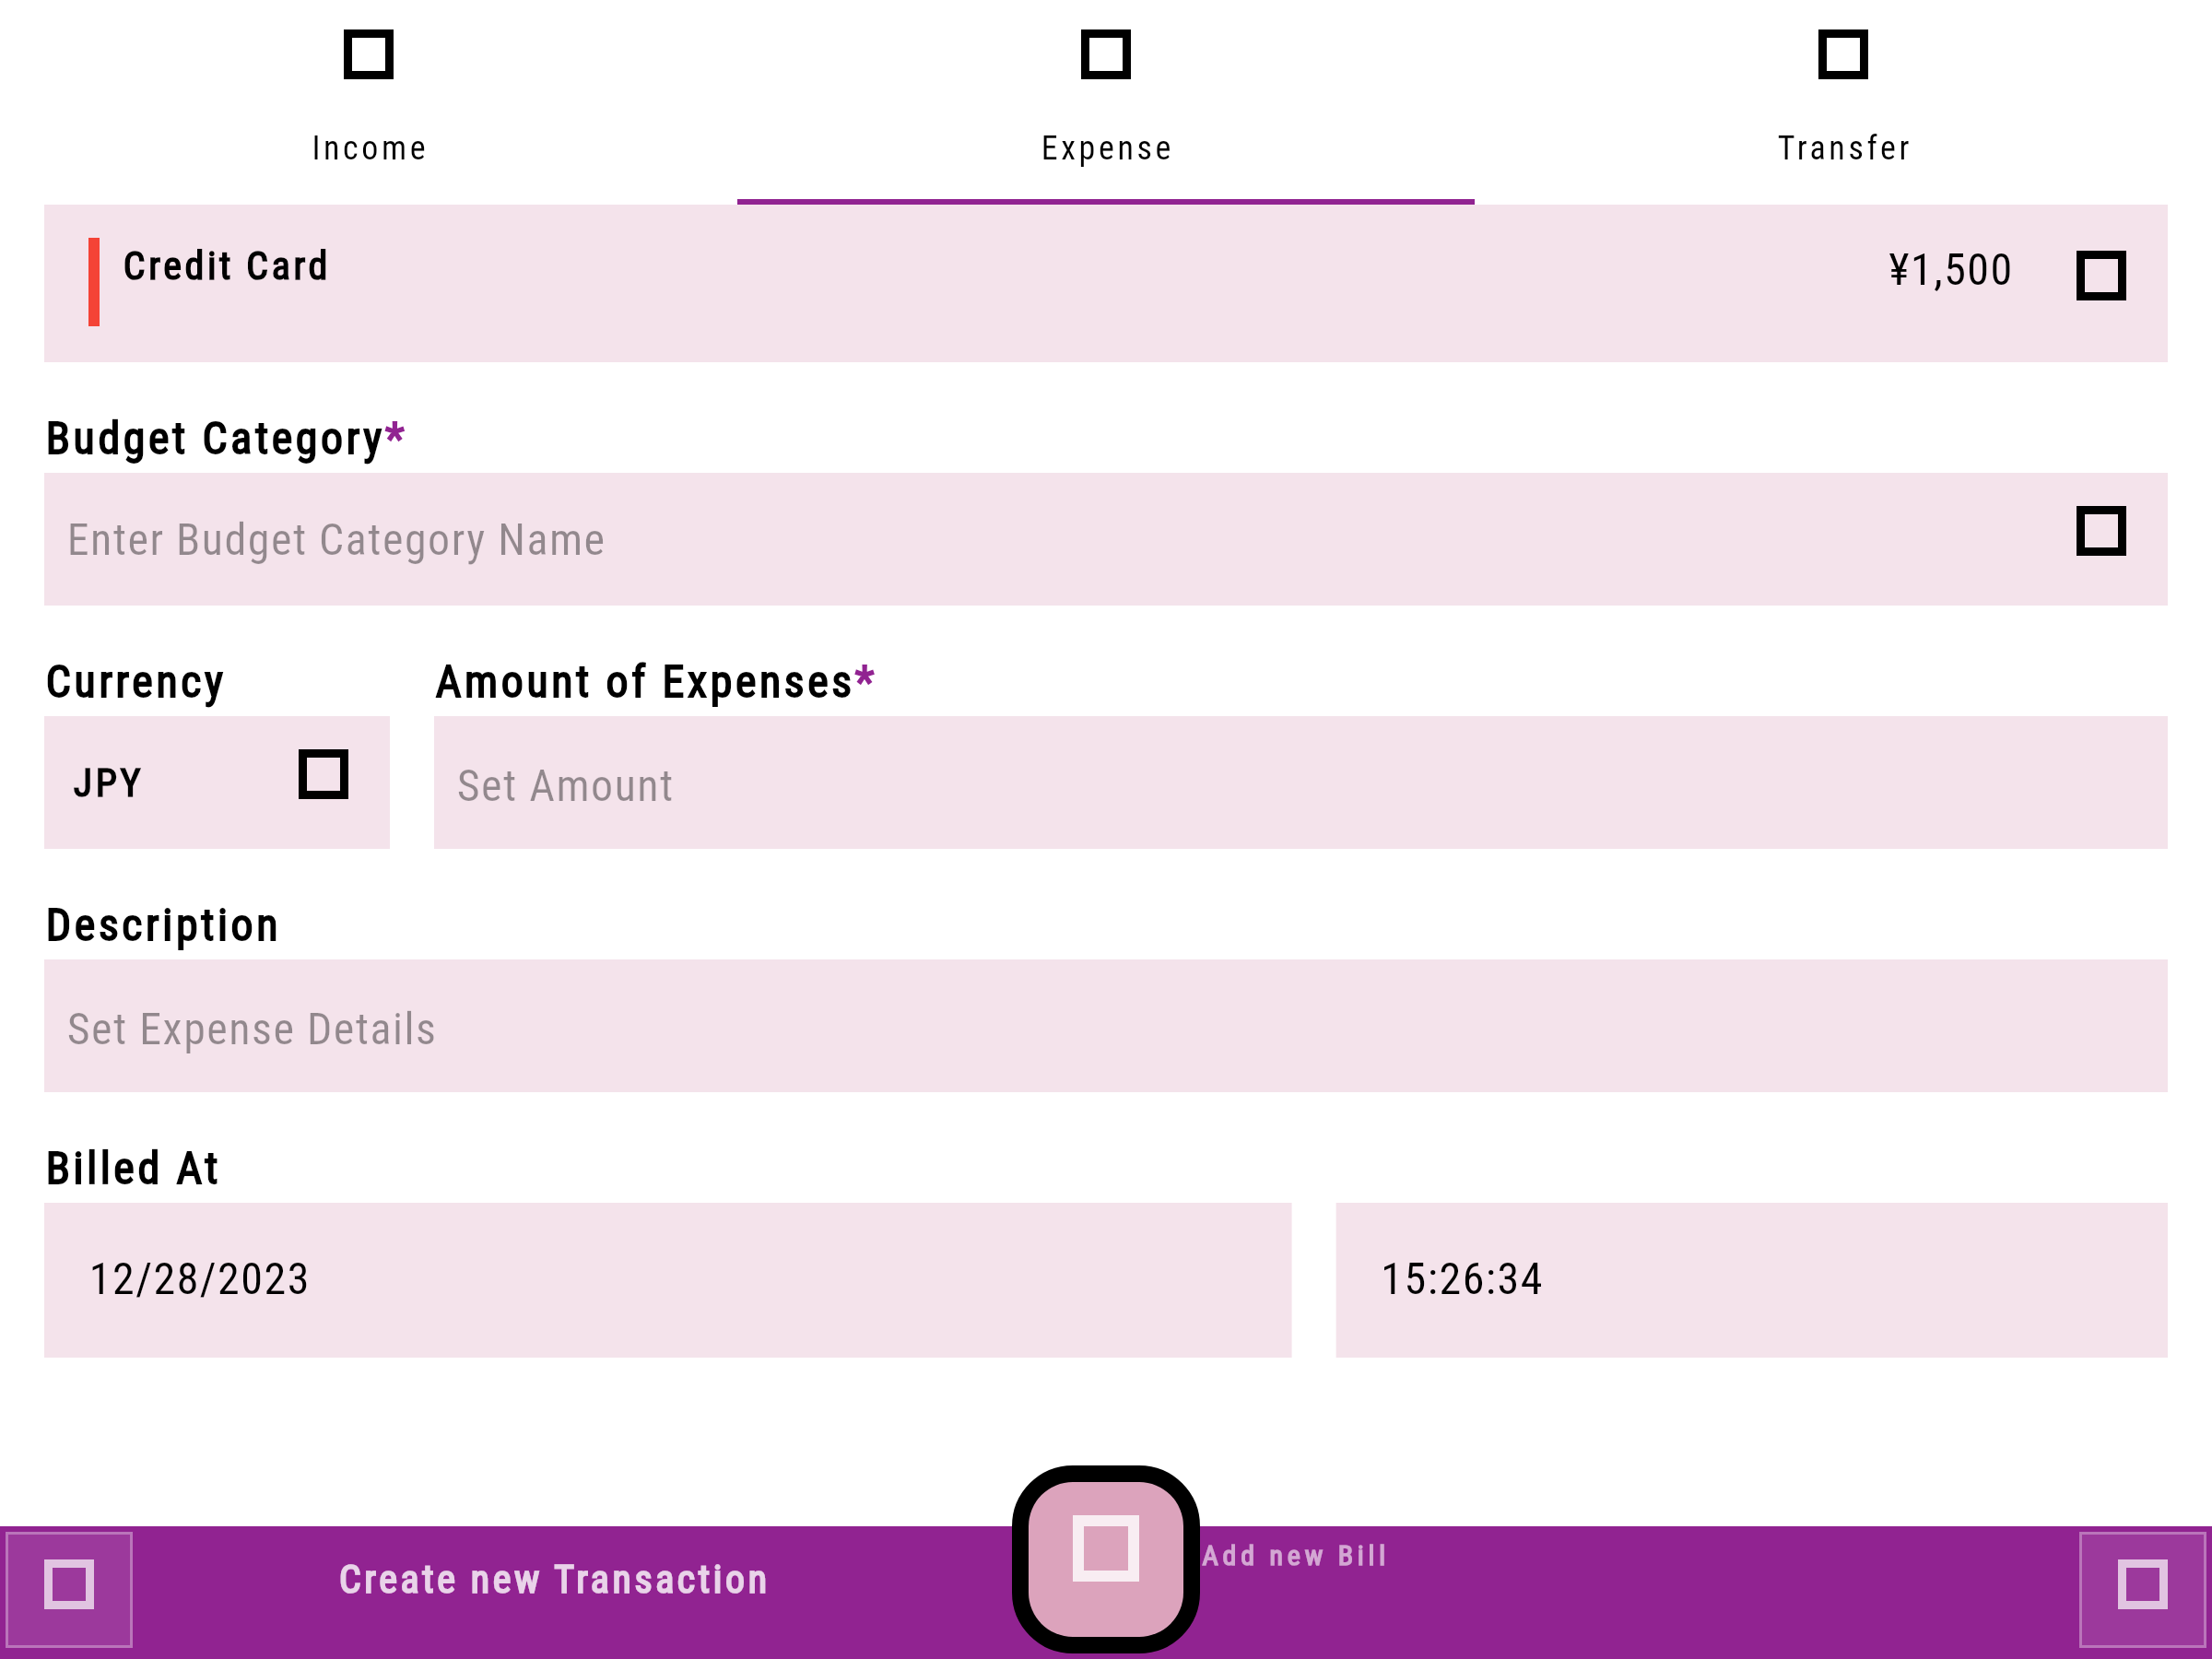 Income
Expense
Transfer
Credit Card
¥1,500
Budget Category*
Enter Budget Category Name
Currency
Amount of Expenses*
JPY
Set Amount
Description
Set Expense Details
Billed At
12/28/2023
15:26:34
Create new Transaction
Add new Bill